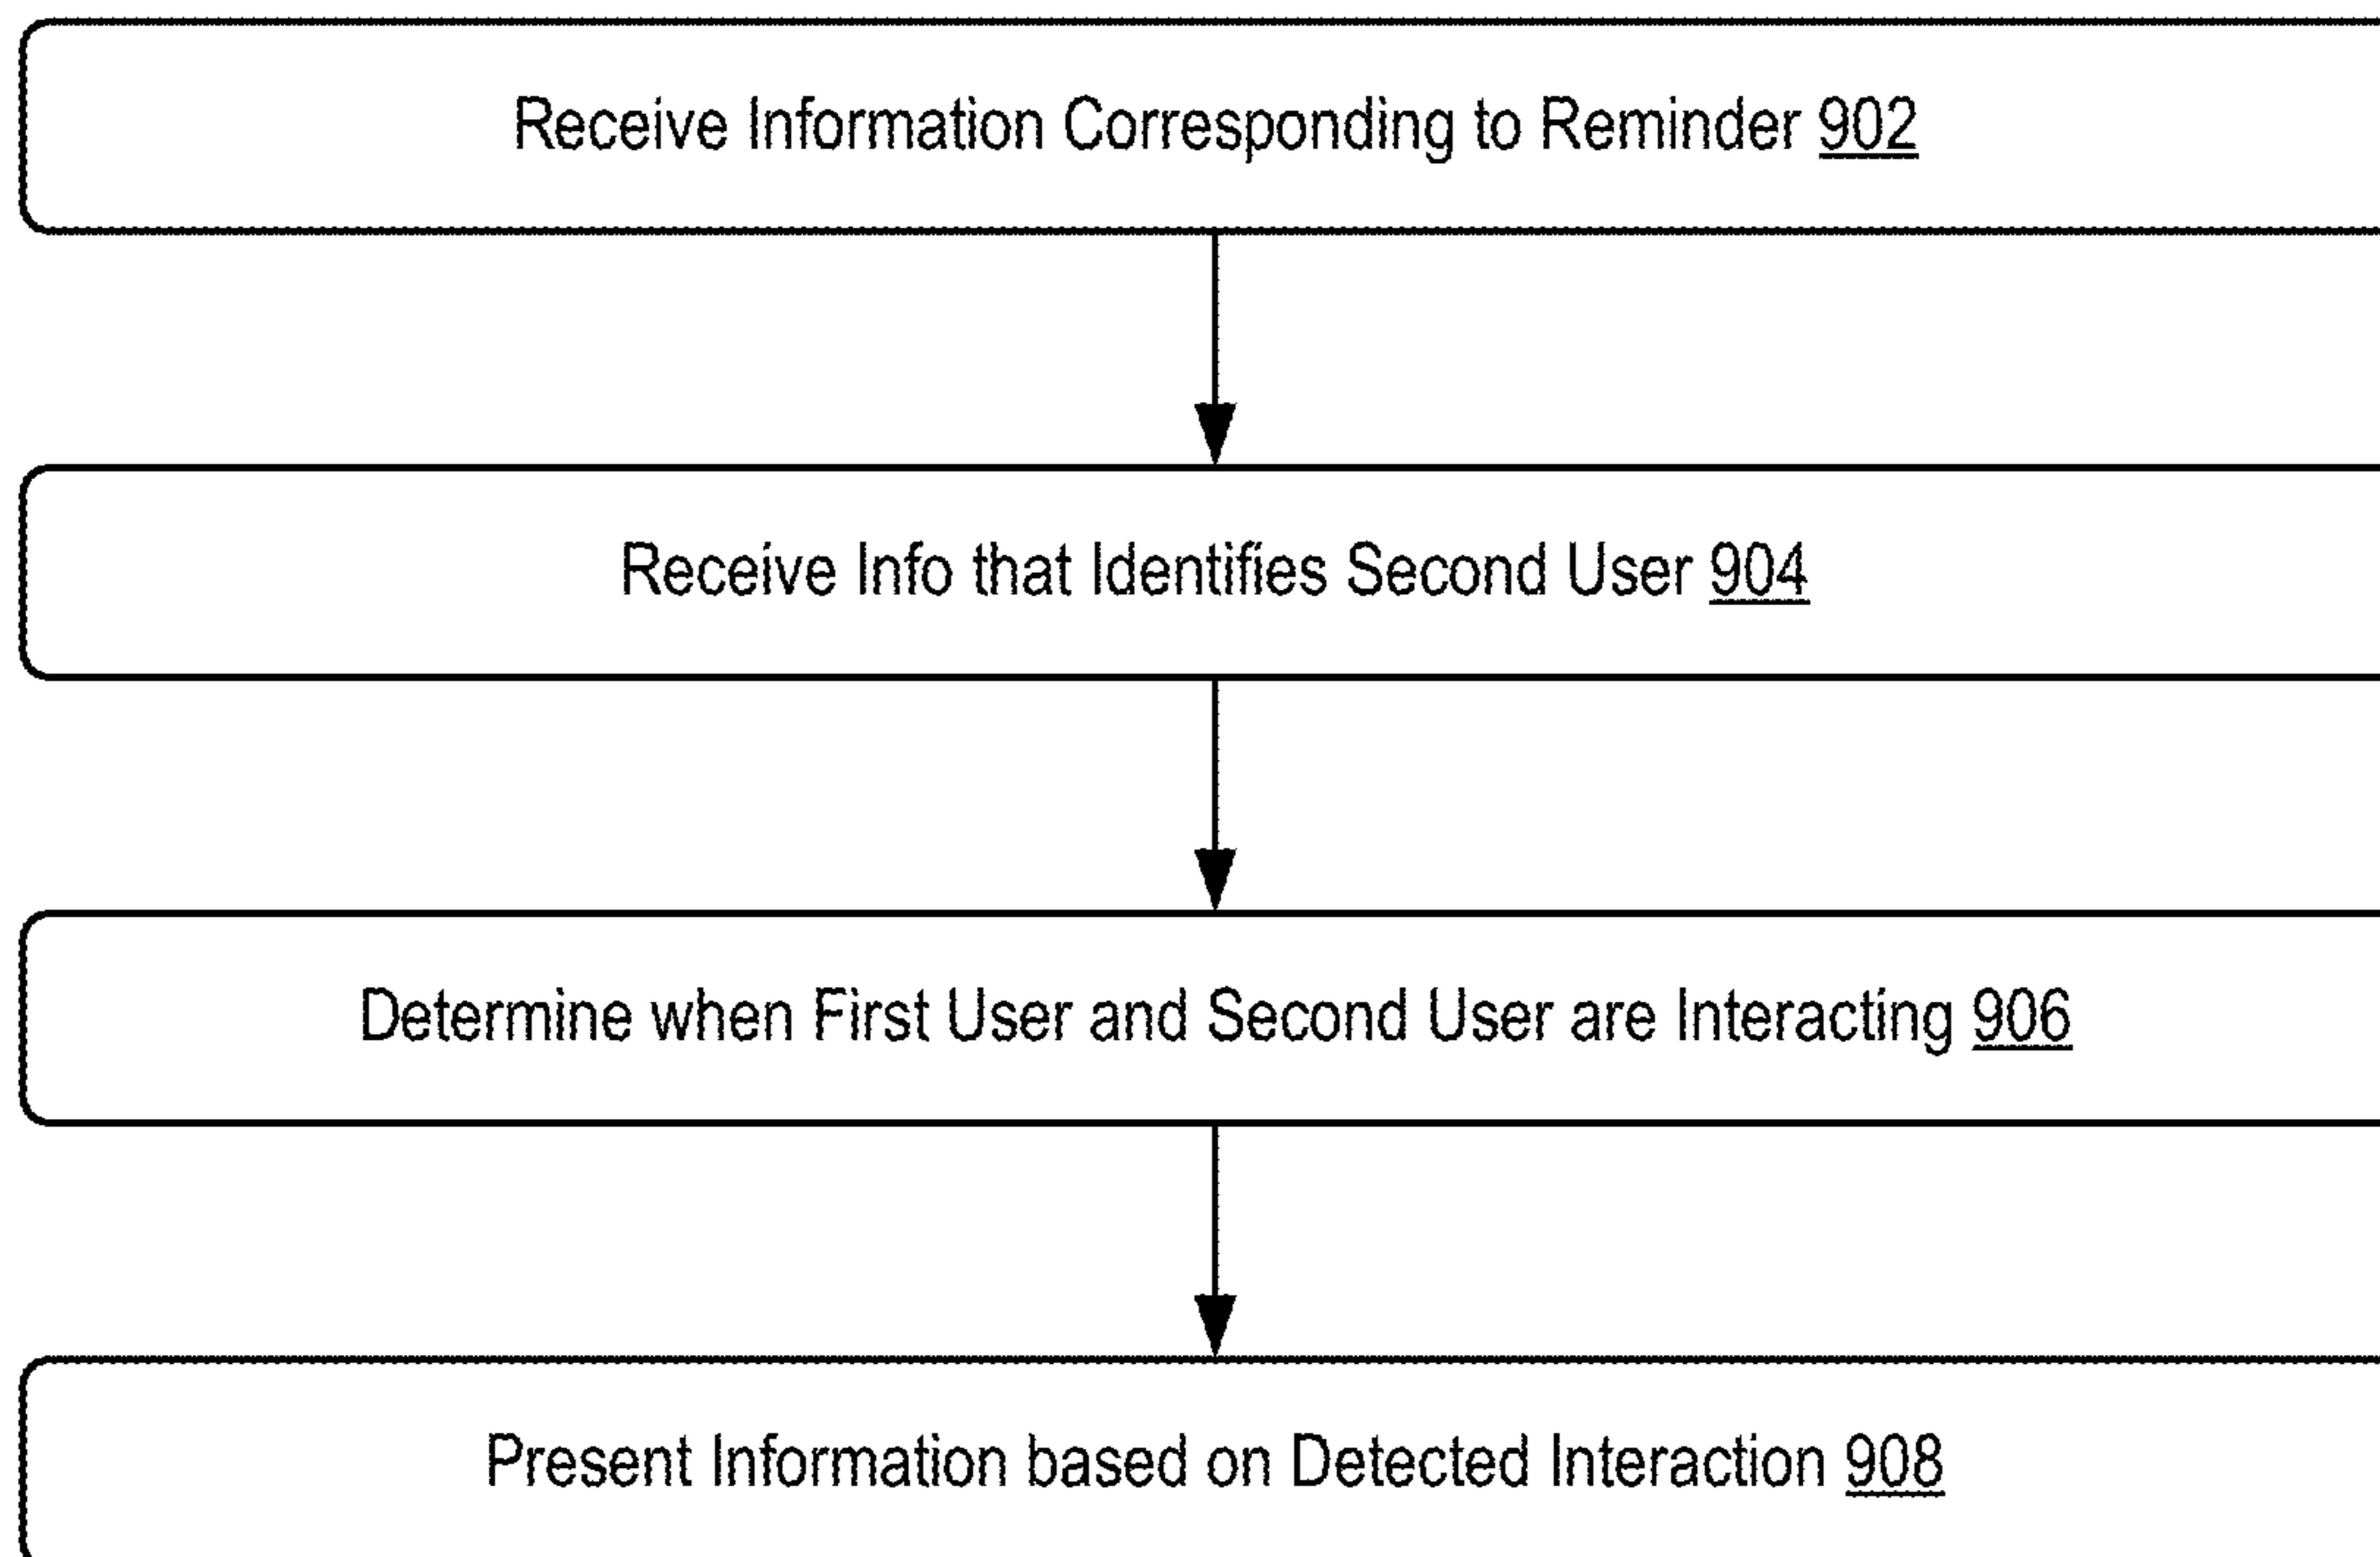 Receive Information Corresponding to Reminder 902
Receive Info that Identifies Second User 904
Determine when First User and Second User are Interacting 906
Present Information based on Detected Interaction 908